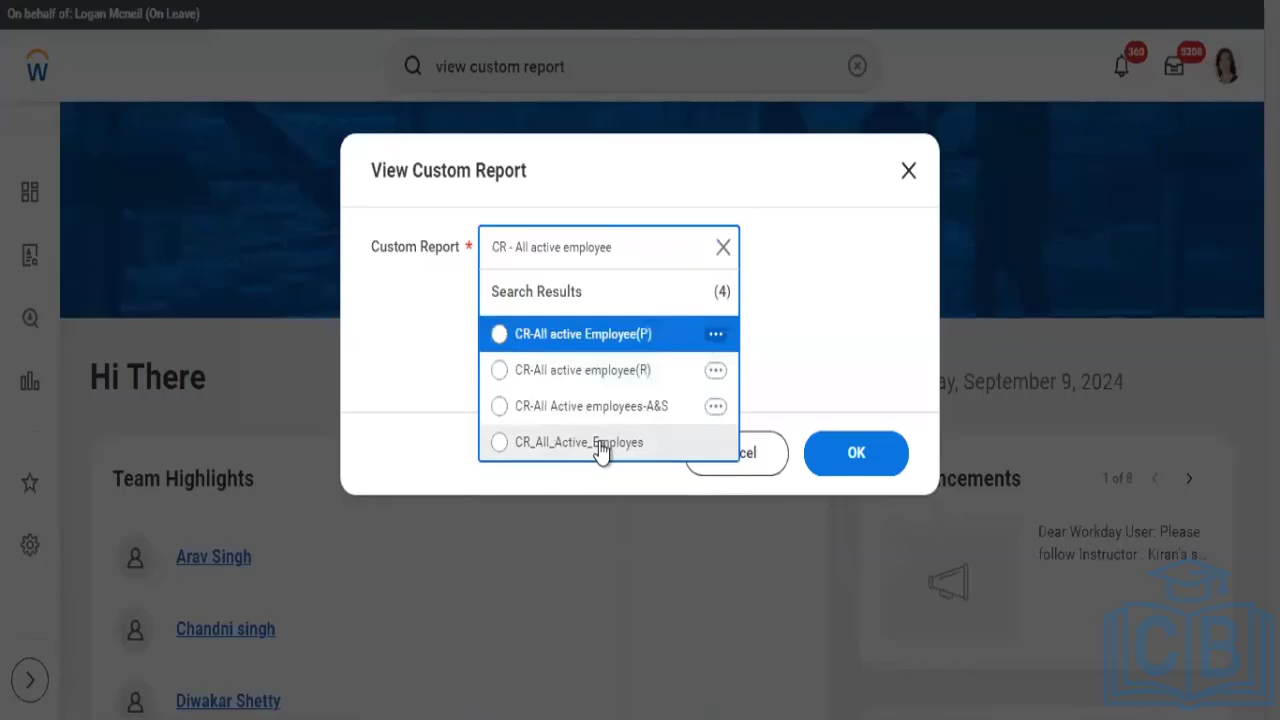 On behalf of: Logan Mcneil (On Leave)
W
view custom report
360
5208
View Custom Report
Custom Report *
CR - All active employee
Search Results (4)
CR-All active Employee(P)
CR-All active employee(R)
CR-All Active employees-A&S
CR_All_Active_Employes
cel
OK
Hi There
ay, September 9, 2024
Team Highlights
ncements
1 of 8
Arav Singh
Chandni singh
Diwakar Shetty
Dear Workday User: Please
follow Instructor . Kiran's s...
CB